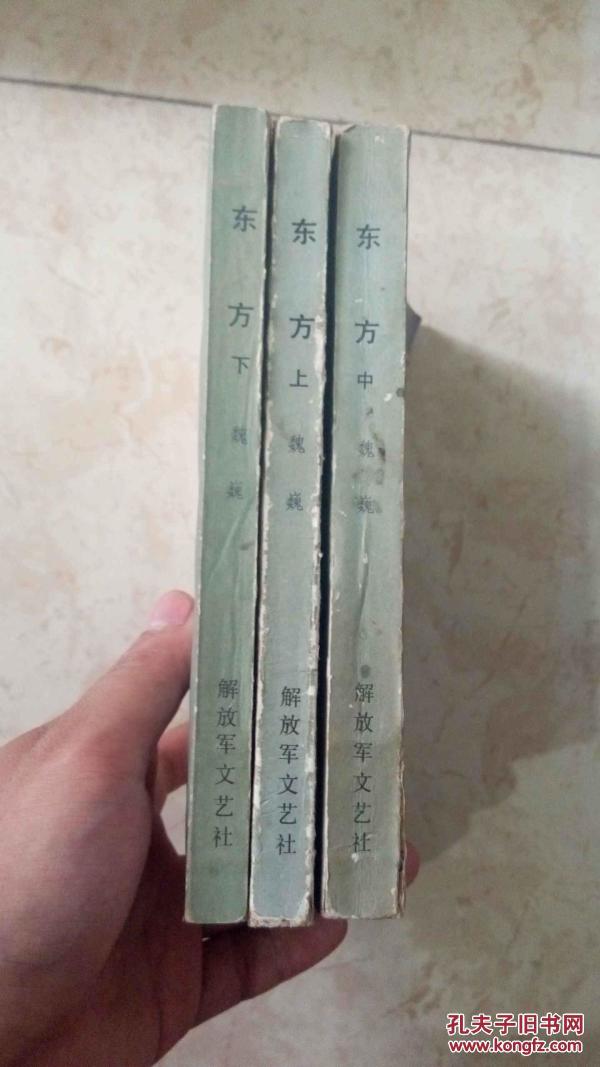 东方
下
魏巍
解放军文艺社
东方
上
魏巍
解放军文艺社
东方
中
魏巍
解放军文艺社
孔夫子旧书网
www.kongfz.com